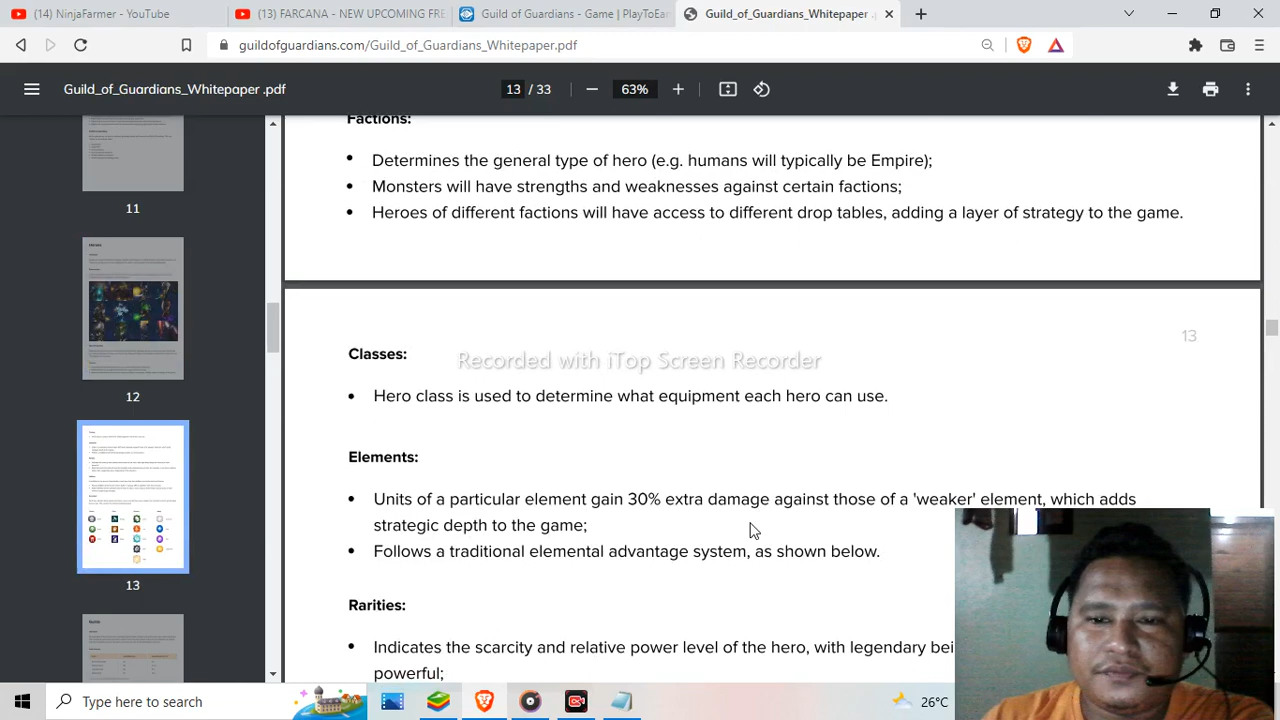 (14) NinjaFarmer - YouTube
(13) FARCANA - NEW UPCOMING FRE
Guild of Guardians - Game | PlayToEar
Guild_of_Guardians_Whitepaper .p
guildofguardians.com/Guild_of_Guardians_Whitepaper.pdf
Guild_of_Guardians_Whitepaper .pdf
13 / 33
63%
11
12
13
Factions:
• Determines the general type of hero (e.g. humans will typically be Empire);
• Monsters will have strengths and weaknesses against certain factions;
• Heroes of different factions will have access to different drop tables, adding a layer of strategy to the game.
13
Classes:
Recorded with iTop Screen Recorder
• Hero class is used to determine what equipment each hero can use.
Elements:
• Units of a particular element gain 30% extra damage against those of a 'weaker' element, which adds
strategic depth to the game;
• Follows a traditional elemental advantage system, as shown below.
Rarities:
• Indicates the scarcity and relative power level of the hero, with legendary bei
powerful;
Type here to search
26°C